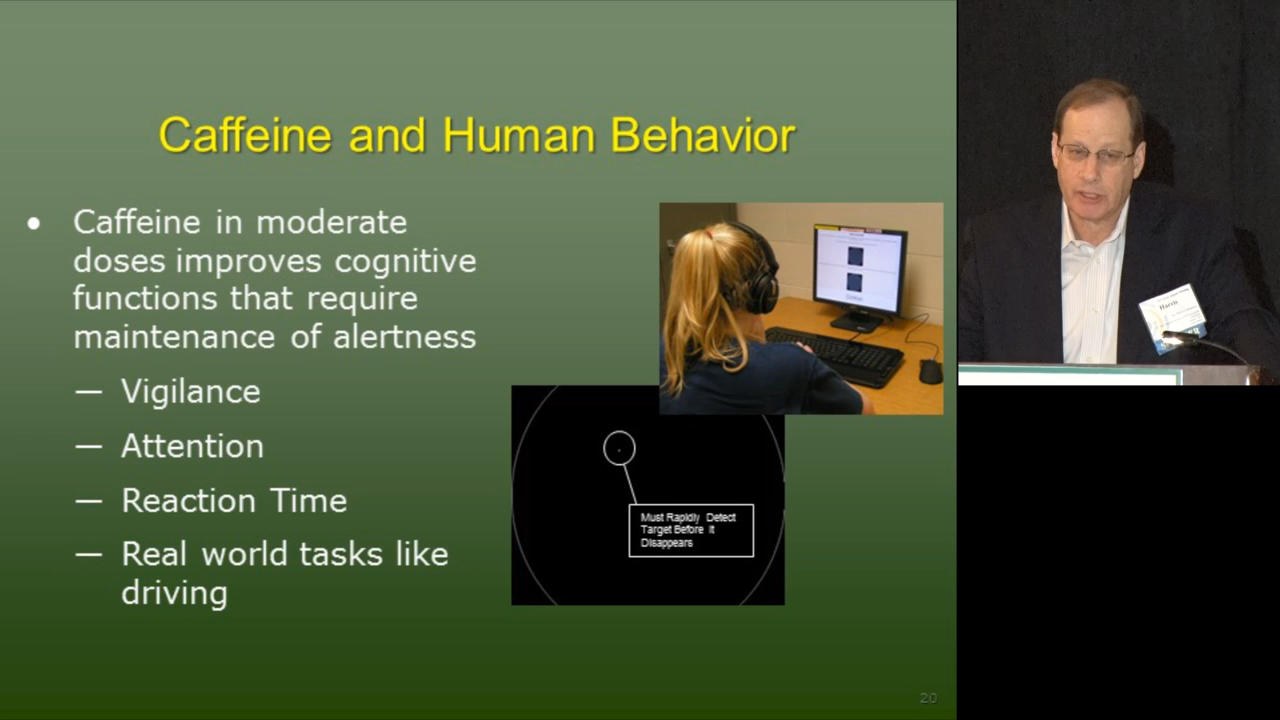 Caffeine and Human Behavior
• Caffeine in moderate
doses improves cognitive
functions that require
maintenance of alertness
— Vigilance
— Attention
— Reaction Time
— Real world tasks like
driving
Must Rapidly Detect
Target Before It
Disappears
20
Harris